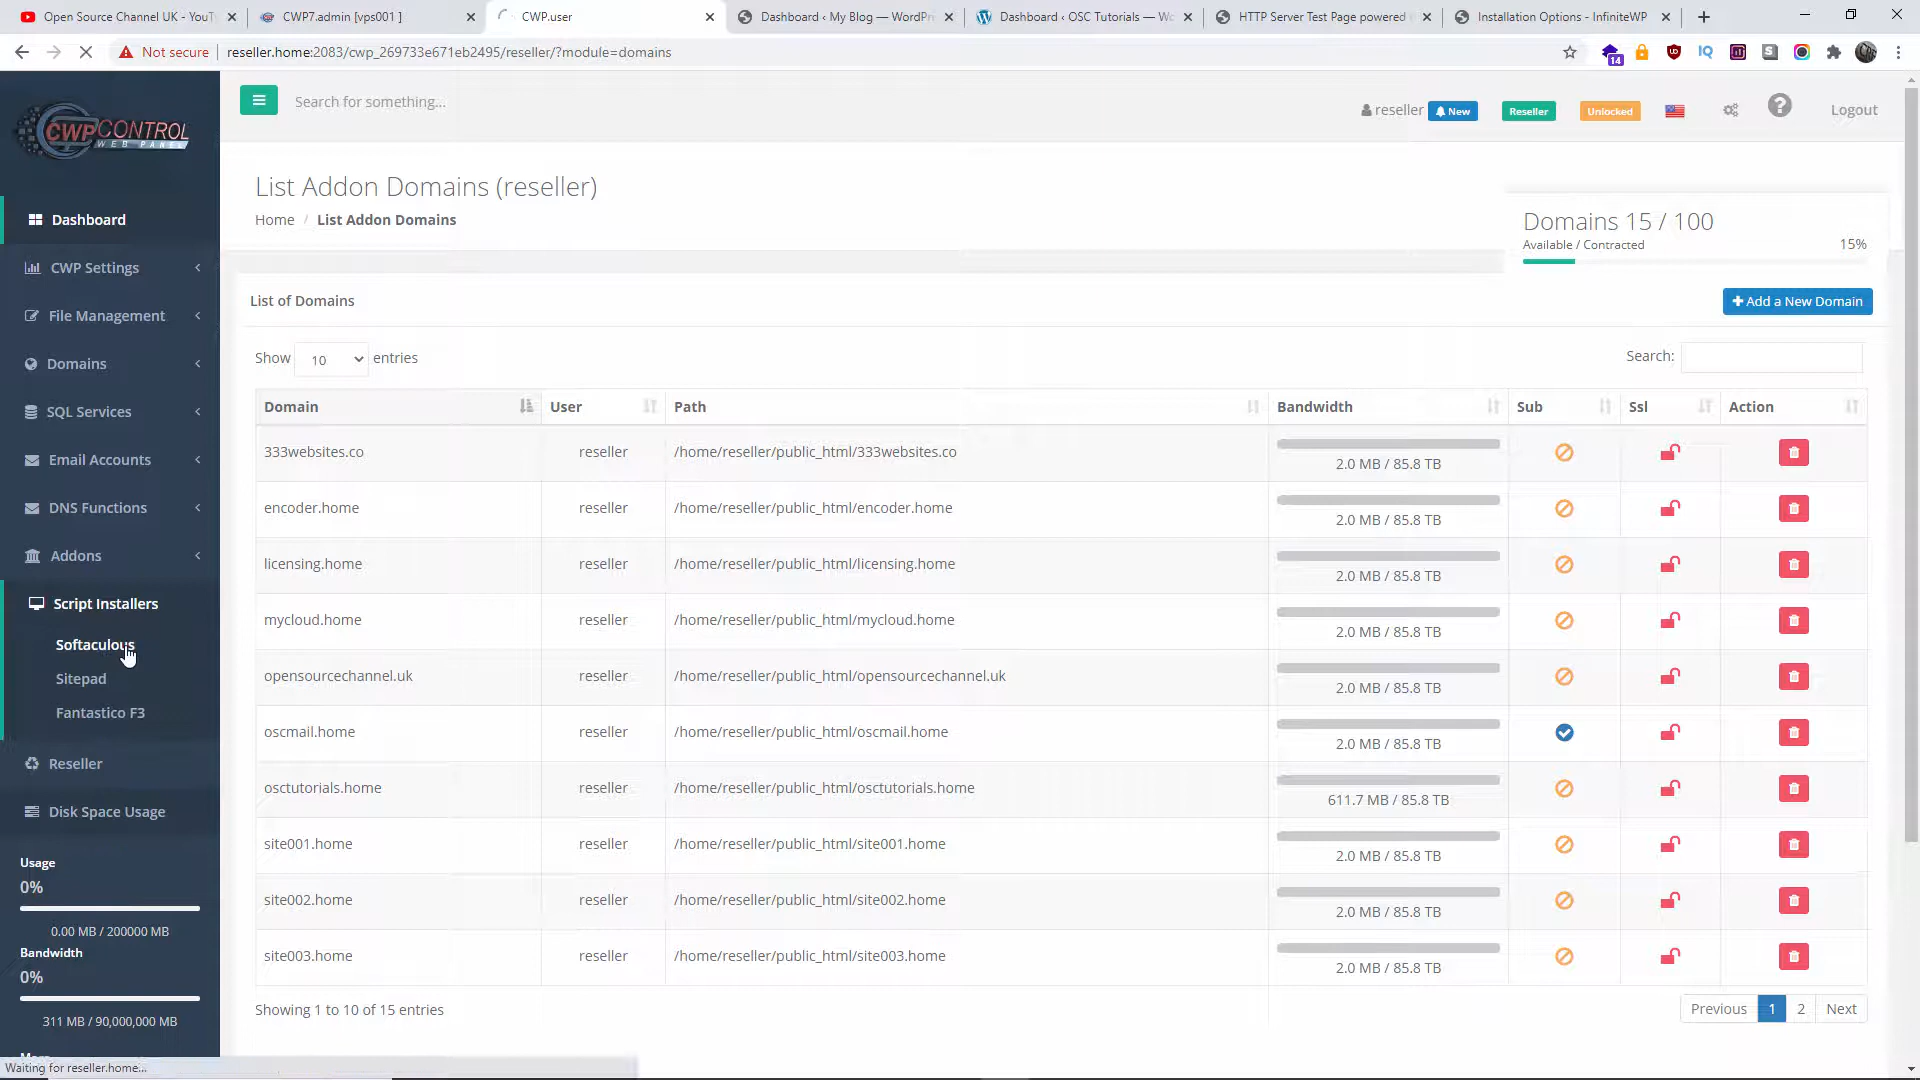 Open Source Channel UK - YouT
CWP7.admin [vps001 ]
CWP.user
Dashboard ‹ My Blog — WordPr
Dashboard ‹ OSC Tutorials — Wo
HTTP Server Test Page powered
Installation Options - InfiniteWP
Not secure
reseller.home:2083/cwp_269733e671eb2495/reseller/?module=domains
14
CWPCONTROL
WEB PANEL
Search for something...
reseller
New
Reseller
Unlocked
Logout
Dashboard
CWP Settings
File Management
Domains
SQL Services
Email Accounts
DNS Functions
Addons
Script Installers
Softaculous
Sitepad
Fantastico F3
Reseller
Disk Space Usage
Usage
0%
0.00 MB / 200000 MB
Bandwidth
0%
311 MB / 90,000,000 MB
List Addon Domains (reseller)
Home / List Addon Domains
Domains 15 / 100
Available / Contracted 15%
List of Domains
+ Add a New Domain
Show 10 entries
Search:
Domain User Path Bandwidth Sub Ssl Action
333websites.co reseller /home/reseller/public_html/333websites.co 2.0 MB / 85.8 TB
encoder.home reseller /home/reseller/public_html/encoder.home 2.0 MB / 85.8 TB
licensing.home reseller /home/reseller/public_html/licensing.home 2.0 MB / 85.8 TB
mycloud.home reseller /home/reseller/public_html/mycloud.home 2.0 MB / 85.8 TB
opensourcechannel.uk reseller /home/reseller/public_html/opensourcechannel.uk 2.0 MB / 85.8 TB
oscmail.home reseller /home/reseller/public_html/oscmail.home 2.0 MB / 85.8 TB
osctutorials.home reseller /home/reseller/public_html/osctutorials.home 611.7 MB / 85.8 TB
site001.home reseller /home/reseller/public_html/site001.home 2.0 MB / 85.8 TB
site002.home reseller /home/reseller/public_html/site002.home 2.0 MB / 85.8 TB
site003.home reseller /home/reseller/public_html/site003.home 2.0 MB / 85.8 TB
Showing 1 to 10 of 15 entries
Previous 1 2 Next
Waiting for reseller.home...